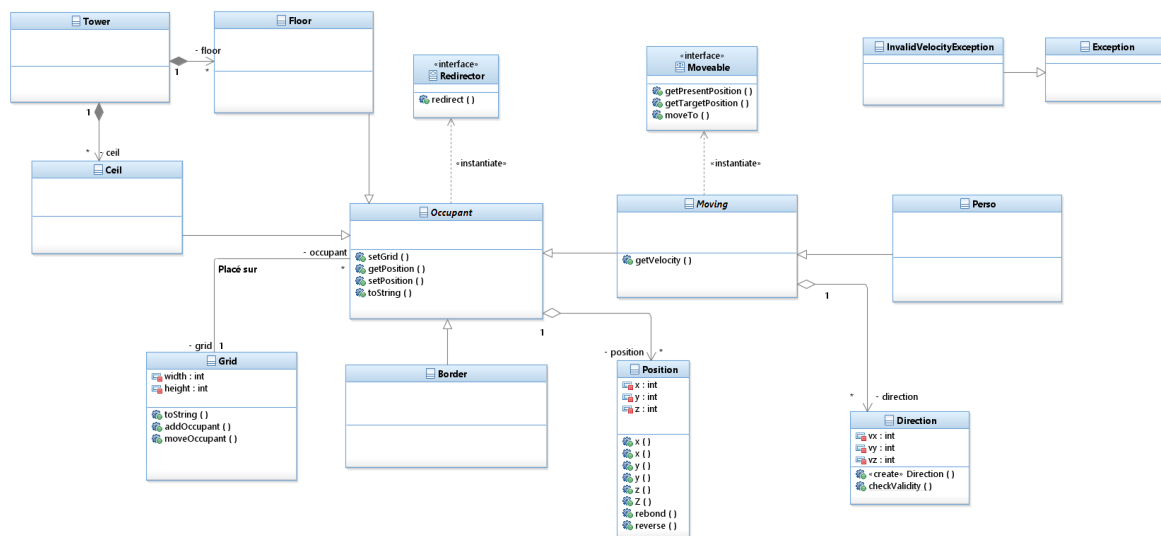 Tower
Floor
- floor
1
*
1
* - ceil
Ceil
«interface»
Redirector
redirect ( )
«instantiate»
«interface»
Moveable
getPresentPosition ( )
getTargetPosition ( )
moveTo ( )
«instantiate»
InvalidVelocityException
Exception
Occupant
setGrid ( )
getPosition ( )
setPosition ( )
toString ( )
Moving
getVelocity ( )
Perso
- occupant
*
Placé sur
- grid 1
Grid
width : int
height : int
toString ( )
addOccupant ( )
moveOccupant ( )
Border
1
- position *
Position
x : int
y : int
z : int
x ( )
x ( )
y ( )
y ( )
z ( )
Z ( )
rebond ( )
reverse ( )
1
* - direction
Direction
vx : int
vy : int
vz : int
«create» Direction ( )
checkValidity ( )